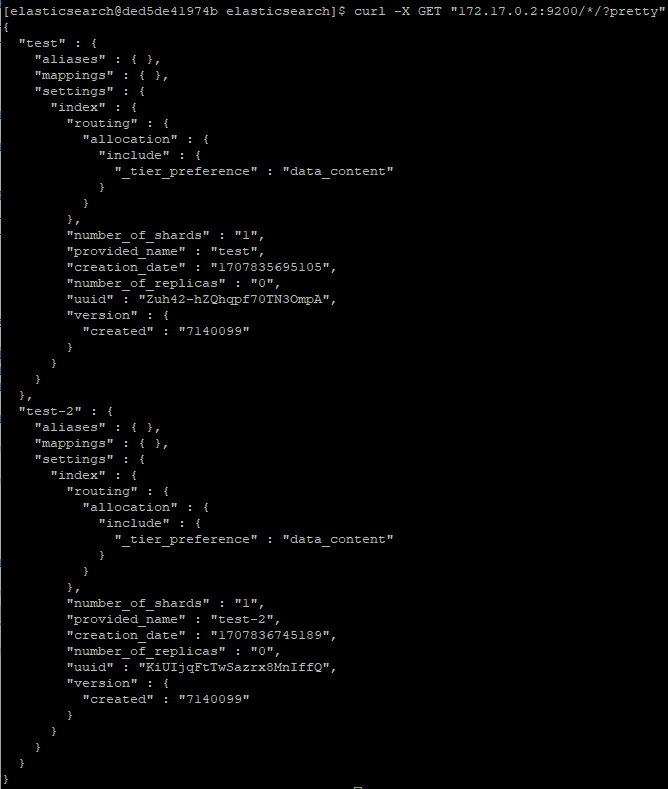 [elasticsearch@ded5de41974b elasticsearch]$ curl -X GET "172.17.0.2:9200/*/?pretty"
{
  "test" : {
    "aliases" : { },
    "mappings" : { },
    "settings" : {
      "index" : {
        "routing" : {
          "allocation" : {
            "include" : {
              "_tier_preference" : "data_content"
            }
          }
        },
        "number_of_shards" : "1",
        "provided_name" : "test",
        "creation_date" : "1707835695105",
        "number_of_replicas" : "0",
        "uuid" : "Zuh42-hZQhqpf70TN3OmpA",
        "version" : {
          "created" : "7140099"
        }
      }
    }
  },
  "test-2" : {
    "aliases" : { },
    "mappings" : { },
    "settings" : {
      "index" : {
        "routing" : {
          "allocation" : {
            "include" : {
              "_tier_preference" : "data_content"
            }
          }
        },
        "number_of_shards" : "1",
        "provided_name" : "test-2",
        "creation_date" : "1707836745189",
        "number_of_replicas" : "0",
        "uuid" : "KiUIjqFtTwSazrx8MnIffQ",
        "version" : {
          "created" : "7140099"
        }
      }
    }
  }
}